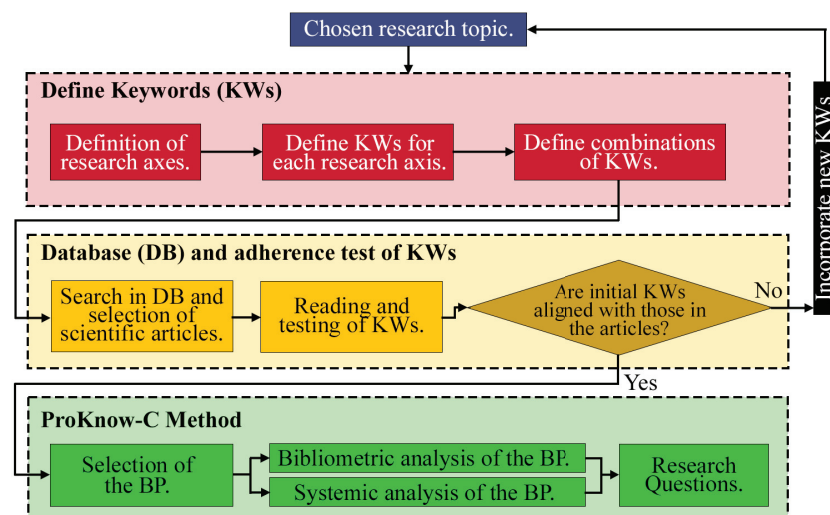 Chosen research topic.
Define Keywords (KWs)
Definition of
research axes.
Define KWs for
each research axis.
Define combinations
of KWs.
Incorporate new KWs
Database (DB) and adherence test of KWs
Search in DB and
selection of
scientific articles.
Reading and
testing of KWs.
Are initial KWs
aligned with those in
the articles?
No
Yes
ProKnow-C Method
Selection of
the BP.
Bibliometric analysis of the BP.
Systemic analysis of the BP.
Research
Questions.